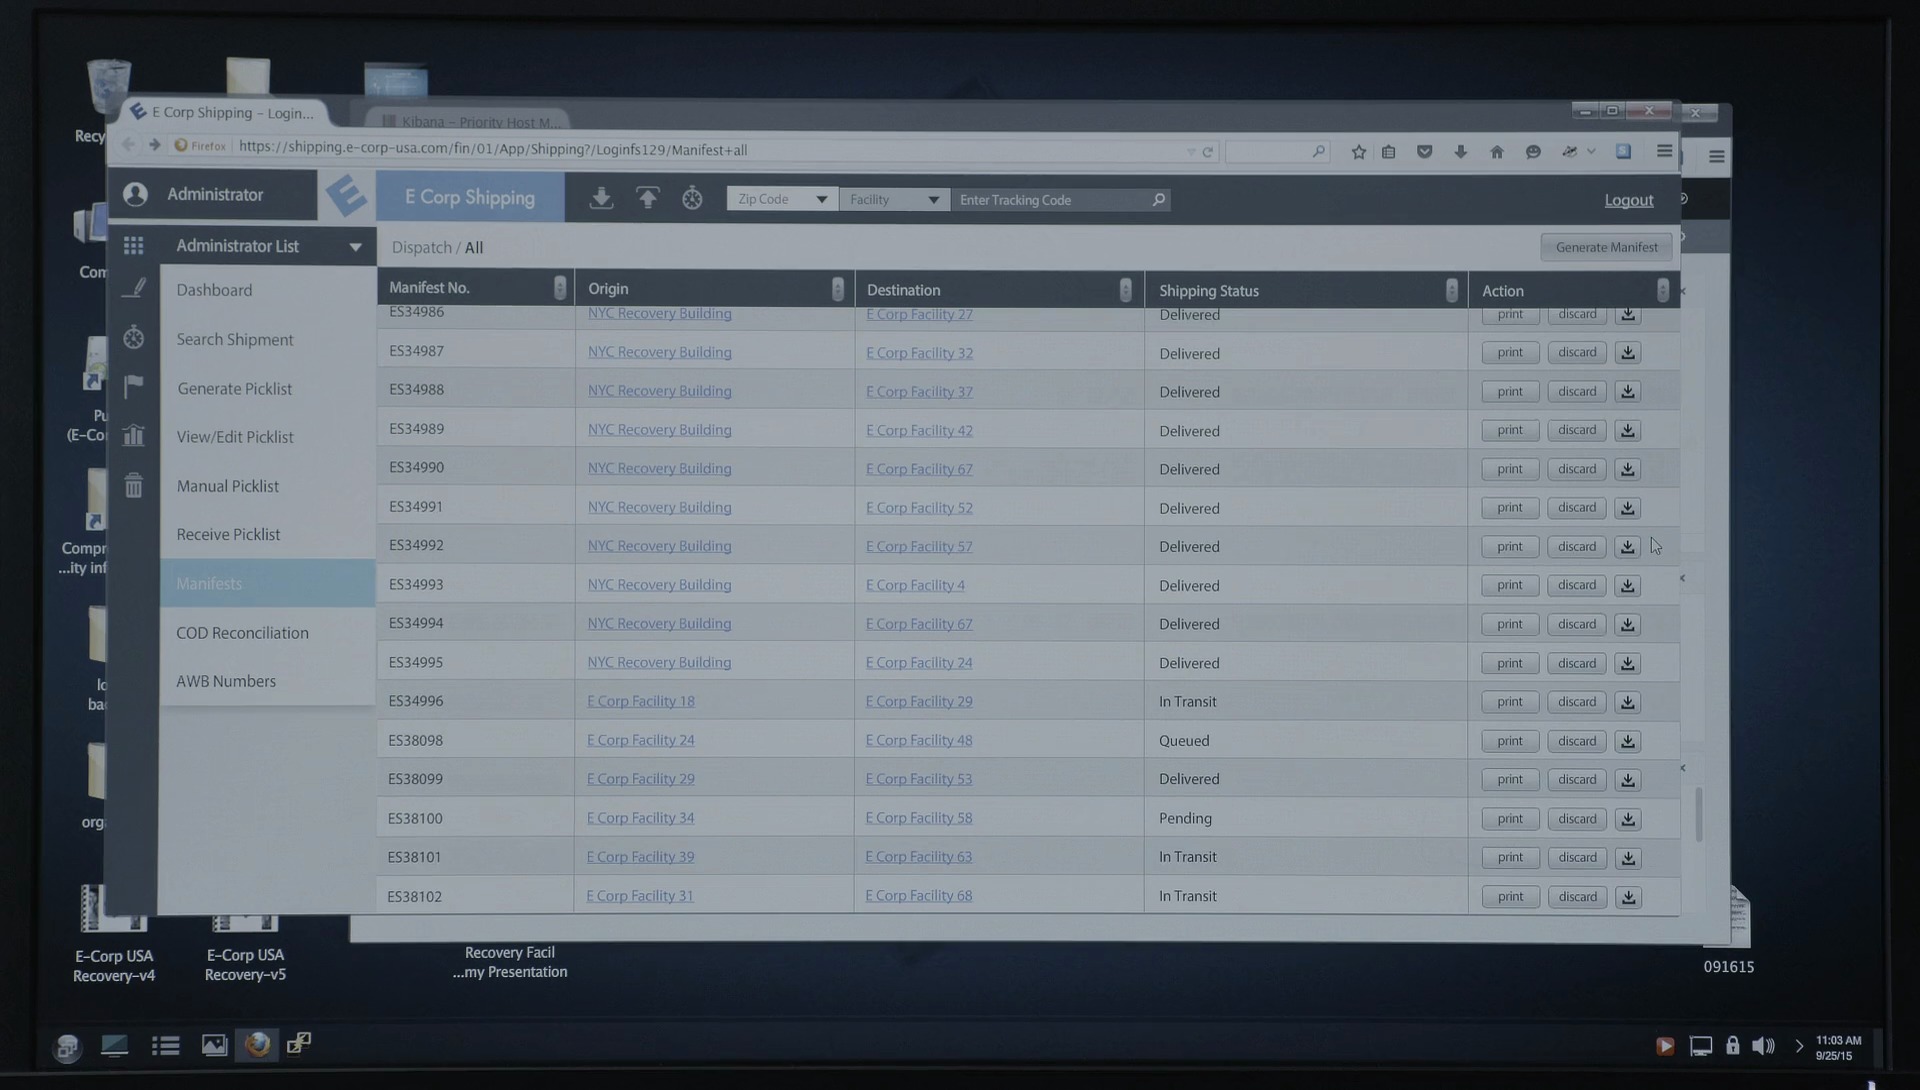 Recy
E Corp Shipping – Login...
Kibana – Priority Host M...
Firefox
https://shipping.e-corp-usa.com/fin/01/App/Shipping?/Loginfs129/Manifest+all
Administrator
E Corp Shipping
Zip Code
Facility
Enter Tracking Code
Logout
Administrator List
Dispatch / All
Generate Manifest
Manifest No. Origin Destination Shipping Status Action
ES34986 NYC Recovery Building E Corp Facility 27 Delivered print discard
ES34987 NYC Recovery Building E Corp Facility 32 Delivered print discard
ES34988 NYC Recovery Building E Corp Facility 37 Delivered print discard
ES34989 NYC Recovery Building E Corp Facility 42 Delivered print discard
ES34990 NYC Recovery Building E Corp Facility 67 Delivered print discard
ES34991 NYC Recovery Building E Corp Facility 52 Delivered print discard
ES34992 NYC Recovery Building E Corp Facility 57 Delivered print discard
ES34993 NYC Recovery Building E Corp Facility 4 Delivered print discard
ES34994 NYC Recovery Building E Corp Facility 67 Delivered print discard
ES34995 NYC Recovery Building E Corp Facility 24 Delivered print discard
ES34996 E Corp Facility 18 E Corp Facility 29 In Transit print discard
ES38098 E Corp Facility 24 E Corp Facility 48 Queued print discard
ES38099 E Corp Facility 29 E Corp Facility 53 Delivered print discard
ES38100 E Corp Facility 34 E Corp Facility 58 Pending print discard
ES38101 E Corp Facility 39 E Corp Facility 63 In Transit print discard
ES38102 E Corp Facility 31 E Corp Facility 68 In Transit print discard
Dashboard
Search Shipment
Generate Picklist
View/Edit Picklist
Manual Picklist
Receive Picklist
Manifests
COD Reconciliation
AWB Numbers
Com
Pu
(E-Co
Compr
...ity inf
lo
bac
orga
E-Corp USA
Recovery-v4
E-Corp USA
Recovery-v5
Recovery Facil
...my Presentation
091615
11:03 AM
9/25/15